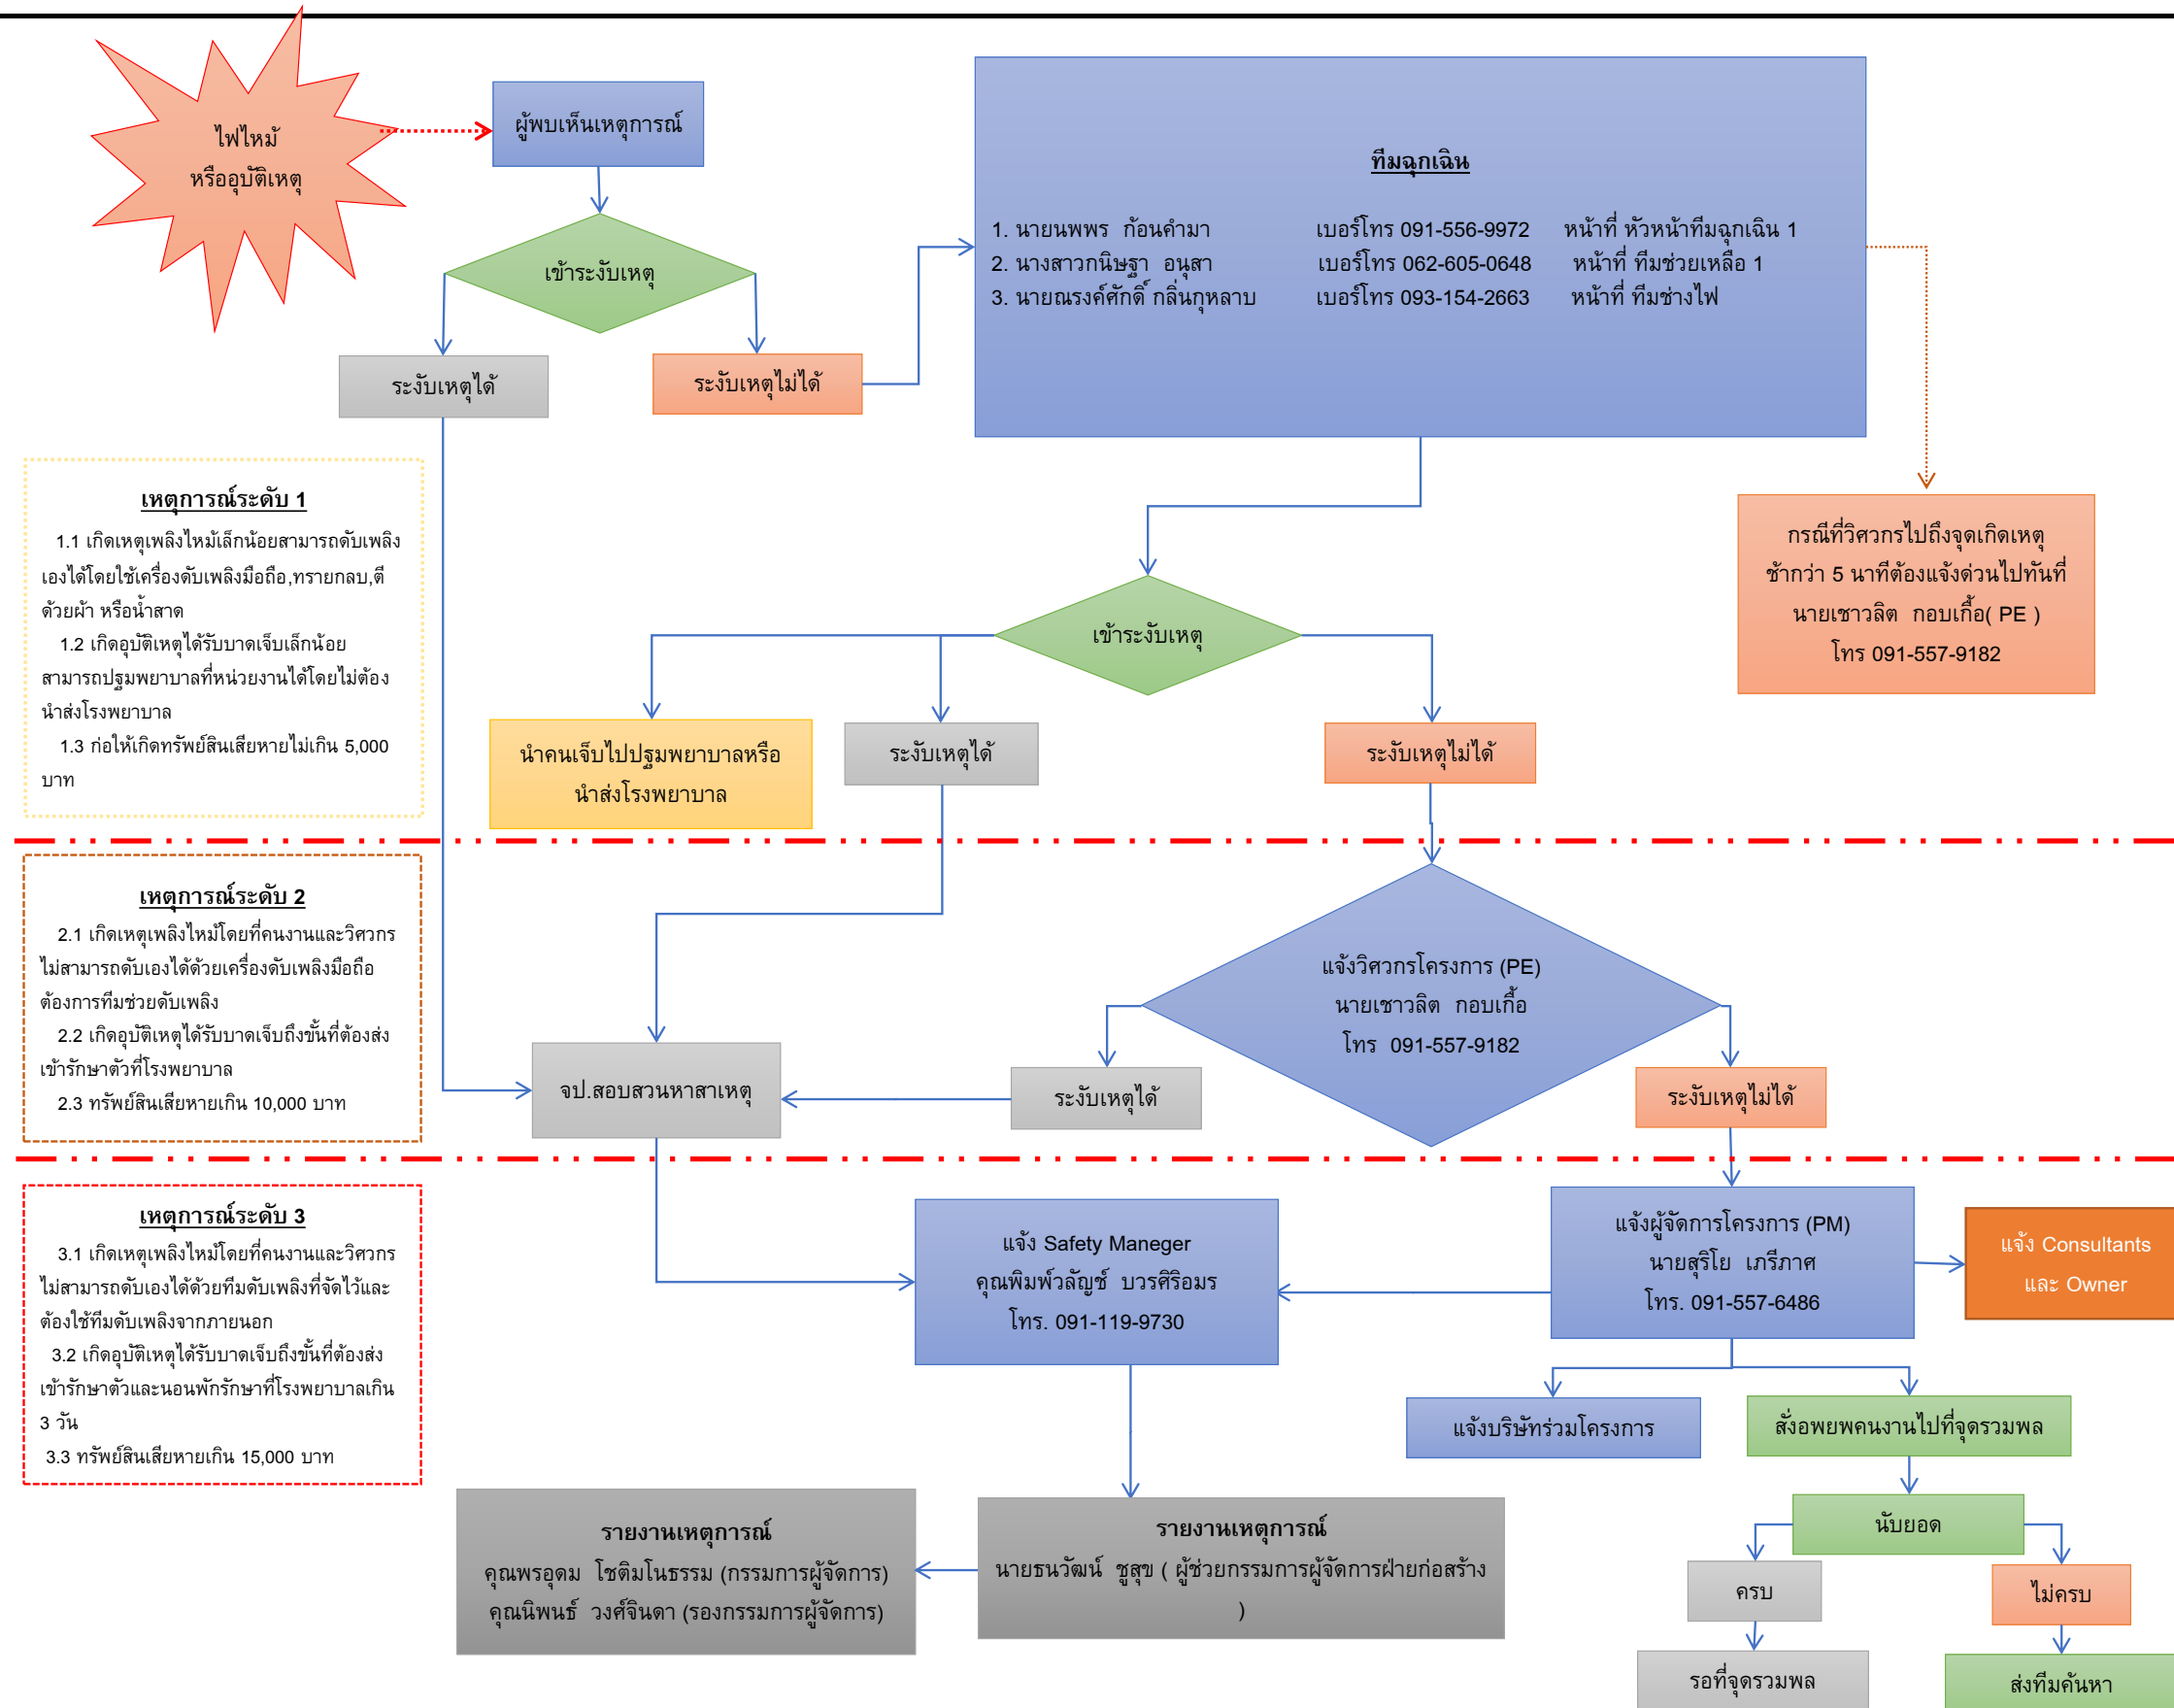 ไฟไหม้
หรืออุบัติเหตุ
ผู้พบเห็นเหตุการณ์
เข้าระงับเหตุ
ระงับเหตุได้
ระงับเหตุไม่ได้
ทีมฉุกเฉิน
1. นายนพพร ก้อนคำมา เบอร์โทร 091-556-9972 หน้าที่ หัวหน้าทีมฉุกเฉิน 1
2. นางสาวกนิษฐา อนุสา เบอร์โทร 062-605-0648 หน้าที่ ทีมช่วยเหลือ 1
3. นายณรงค์ศักดิ์ กลิ่นกุหลาบ เบอร์โทร 093-154-2663 หน้าที่ ทีมช่างไฟ
กรณีที่วิศวกรไปถึงจุดเกิดเหตุ
ช้ากว่า 5 นาทีต้องแจ้งด่วนไปทันที่
นายเชาวลิต กอบเกื้อ( PE )
โทร 091-557-9182
เหตุการณ์ระดับ 1
1.1 เกิดเหตุเพลิงไหม้เล็กน้อยสามารถดับเพลิง
เองได้โดยใช้เครื่องดับเพลิงมือถือ,ทรายกลบ,ตี
ด้วยผ้า หรือน้ำสาด
1.2 เกิดอุบัติเหตุได้รับบาดเจ็บเล็กน้อย
สามารถปฐมพยาบาลที่หน่วยงานได้โดยไม่ต้อง
นำส่งโรงพยาบาล
1.3 ก่อให้เกิดทรัพย์สินเสียหายไม่เกิน 5,000
บาท
เข้าระงับเหตุ
นำคนเจ็บไปปฐมพยาบาลหรือ
นำส่งโรงพยาบาล
ระงับเหตุได้
ระงับเหตุไม่ได้
เหตุการณ์ระดับ 2
2.1 เกิดเหตุเพลิงไหม้โดยที่คนงานและวิศวกร
ไม่สามารถดับเองได้ด้วยเครื่องดับเพลิงมือถือ
ต้องการทีมช่วยดับเพลิง
2.2 เกิดอุบัติเหตุได้รับบาดเจ็บถึงขั้นที่ต้องส่ง
เข้ารักษาตัวที่โรงพยาบาล
2.3 ทรัพย์สินเสียหายเกิน 10,000 บาท
แจ้งวิศวกรโครงการ (PE)
นายเชาวลิต กอบเกื้อ
โทร 091-557-9182
จป.สอบสวนหาสาเหตุ
ระงับเหตุได้
ระงับเหตุไม่ได้
เหตุการณ์ระดับ 3
3.1 เกิดเหตุเพลิงไหม้โดยที่คนงานและวิศวกร
ไม่สามารถดับเองได้ด้วยทีมดับเพลิงที่จัดไว้และ
ต้องใช้ทีมดับเพลิงจากภายนอก
3.2 เกิดอุบัติเหตุได้รับบาดเจ็บถึงขั้นที่ต้องส่ง
เข้ารักษาตัวและนอนพักรักษาที่โรงพยาบาลเกิน
3 วัน
3.3 ทรัพย์สินเสียหายเกิน 15,000 บาท
แจ้ง Safety Maneger
คุณพิมพ์วลัญช์ บวรศิริอมร
โทร. 091-119-9730
แจ้งผู้จัดการโครงการ (PM)
นายสุริโย เภรีภาศ
โทร. 091-557-6486
แจ้ง Consultants
และ Owner
แจ้งบริษัทร่วมโครงการ
สั่งอพยพคนงานไปที่จุดรวมพล
นับยอด
ครบ
ไม่ครบ
รอที่จุดรวมพล
ส่งทีมค้นหา
รายงานเหตุการณ์
คุณพรอุดม โชติมโนธรรม (กรรมการผู้จัดการ)
คุณนิพนธ์ วงศ์จินดา (รองกรรมการผู้จัดการ)
รายงานเหตุการณ์
นายธนวัฒน์ ชูสุข ( ผู้ช่วยกรรมการผู้จัดการฝ่ายก่อสร้าง
)